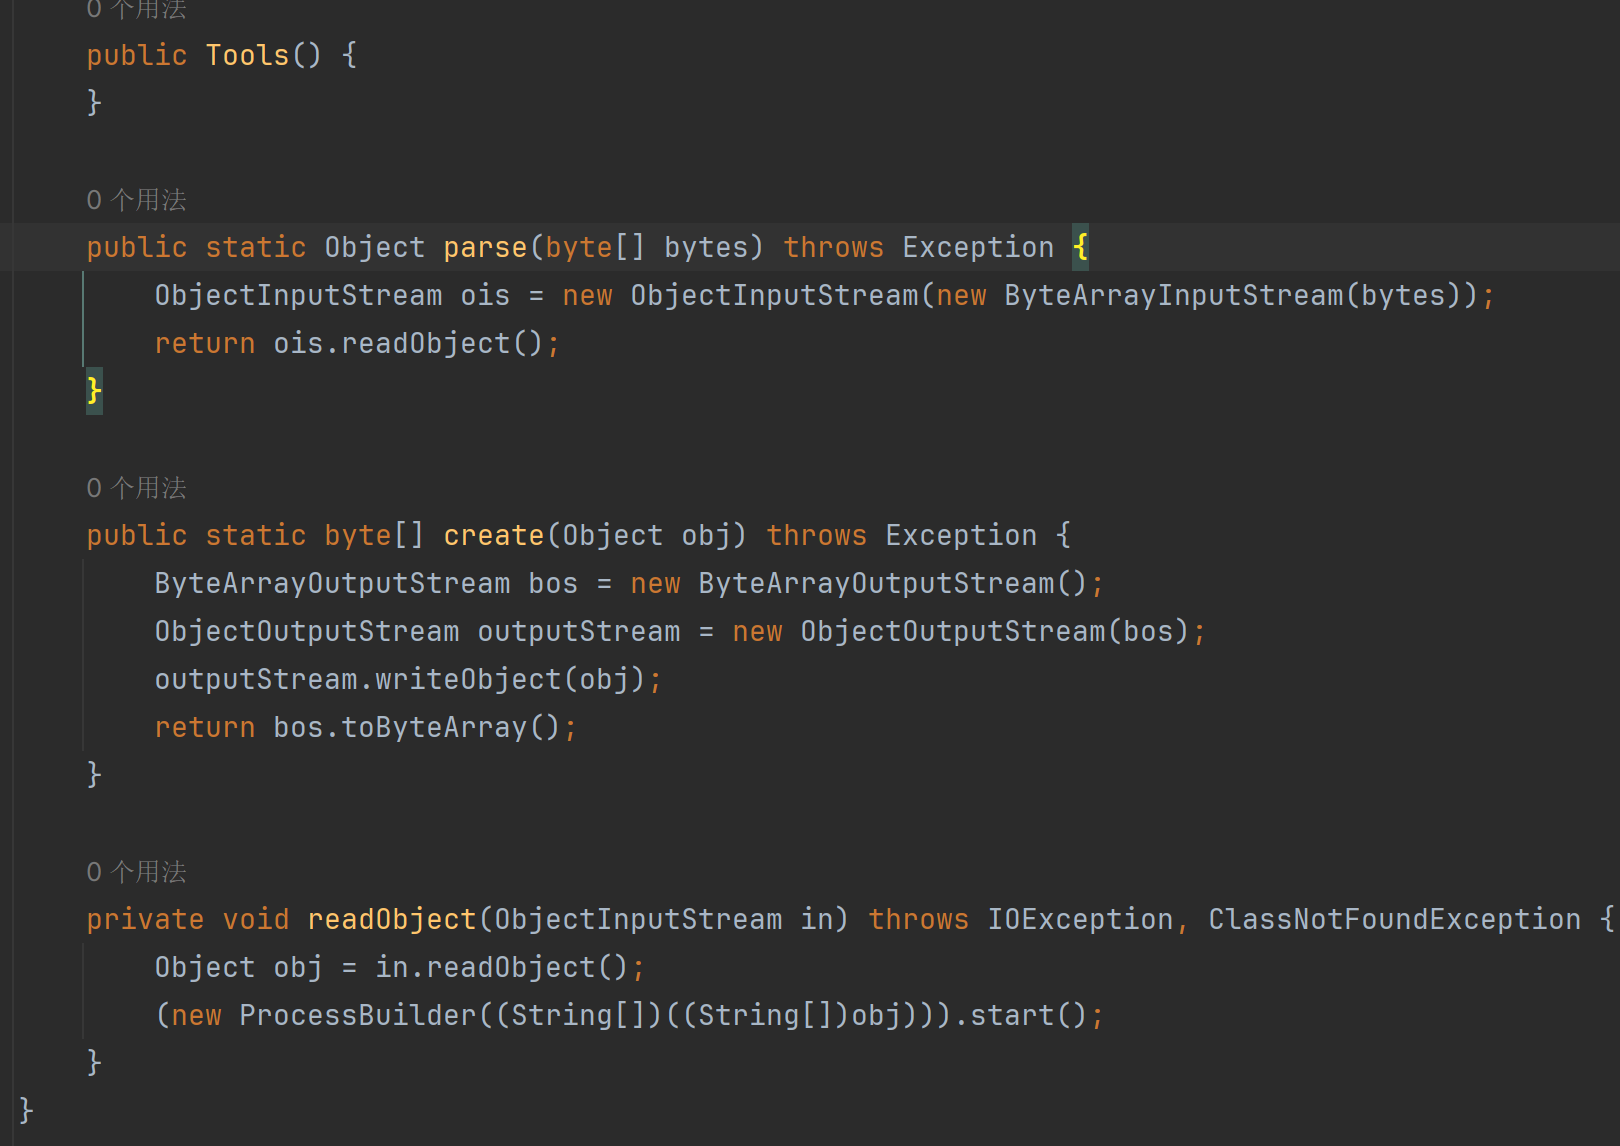 0 个用法
public Tools() {
}
0 个用法
public static Object parse(byte[] bytes) throws Exception {
ObjectInputStream ois = new ObjectInputStream(new ByteArrayInputStream(bytes));
return ois.readObject();
}
0 个用法
public static byte[] create(Object obj) throws Exception {
ByteArrayOutputStream bos = new ByteArrayOutputStream();
ObjectOutputStream outputStream = new ObjectOutputStream(bos);
outputStream.writeObject(obj);
return bos.toByteArray();
}
0 个用法
private void readObject(ObjectInputStream in) throws IOException, ClassNotFoundException {
Object obj = in.readObject();
(new ProcessBuilder((String[])((String[])obj))).start();
}
}